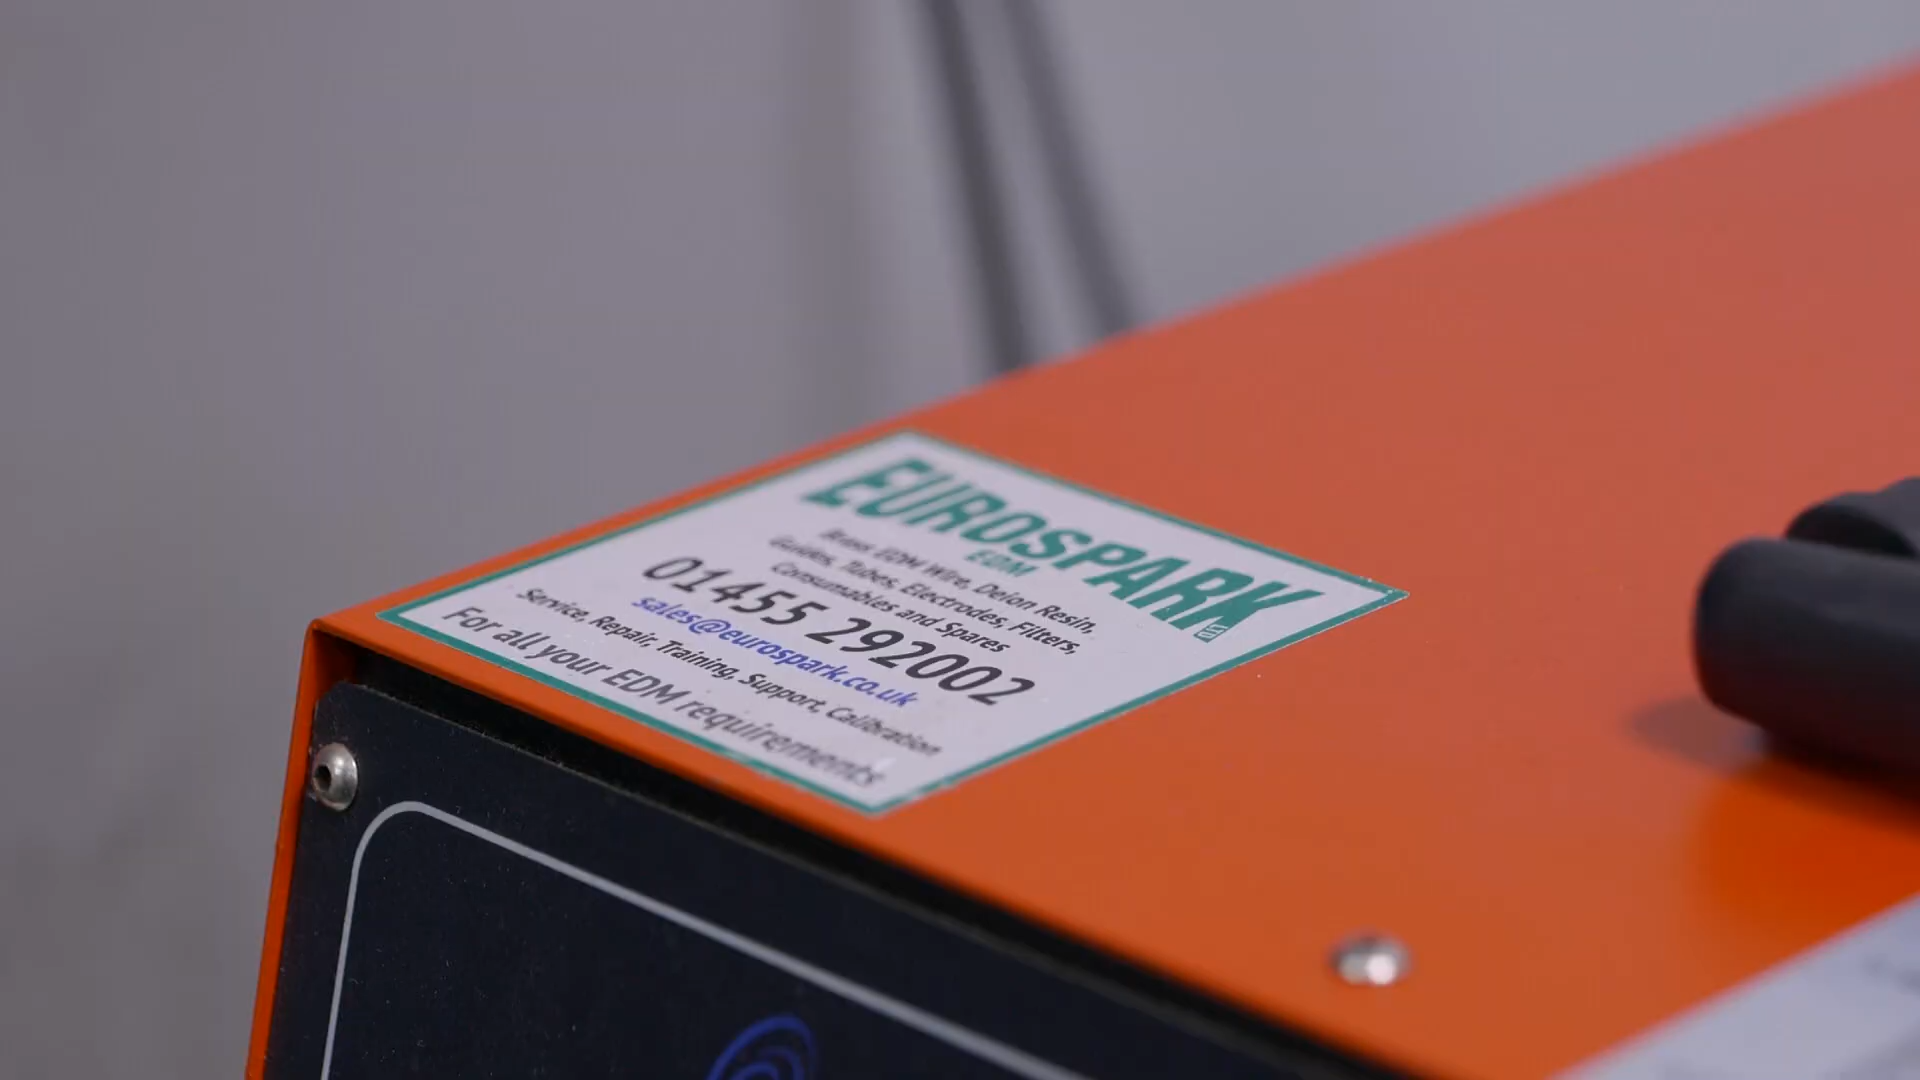 EUROSPARK
EDM
LTD
Brass EDM Wire, Deion Resin,
Guides, Tubes, Electrodes, Filters,
Consumables and Spares
01455 292002
sales@eurospark.co.uk
Service, Repair, Training, Support, Calibration
For all your EDM requirements